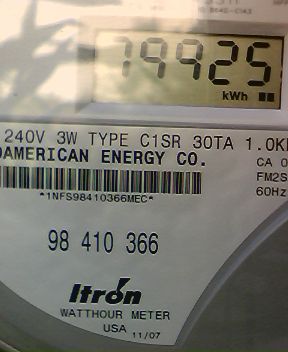 79925
kWh
240V 3W TYPE C1SR 30TA 1.0K
DAMERICAN ENERGY CO.
CA 0
FM2S
60Hz
*1NFS98410366MEC*
98 410 366
Itron
WATTHOUR METER
USA 11/07